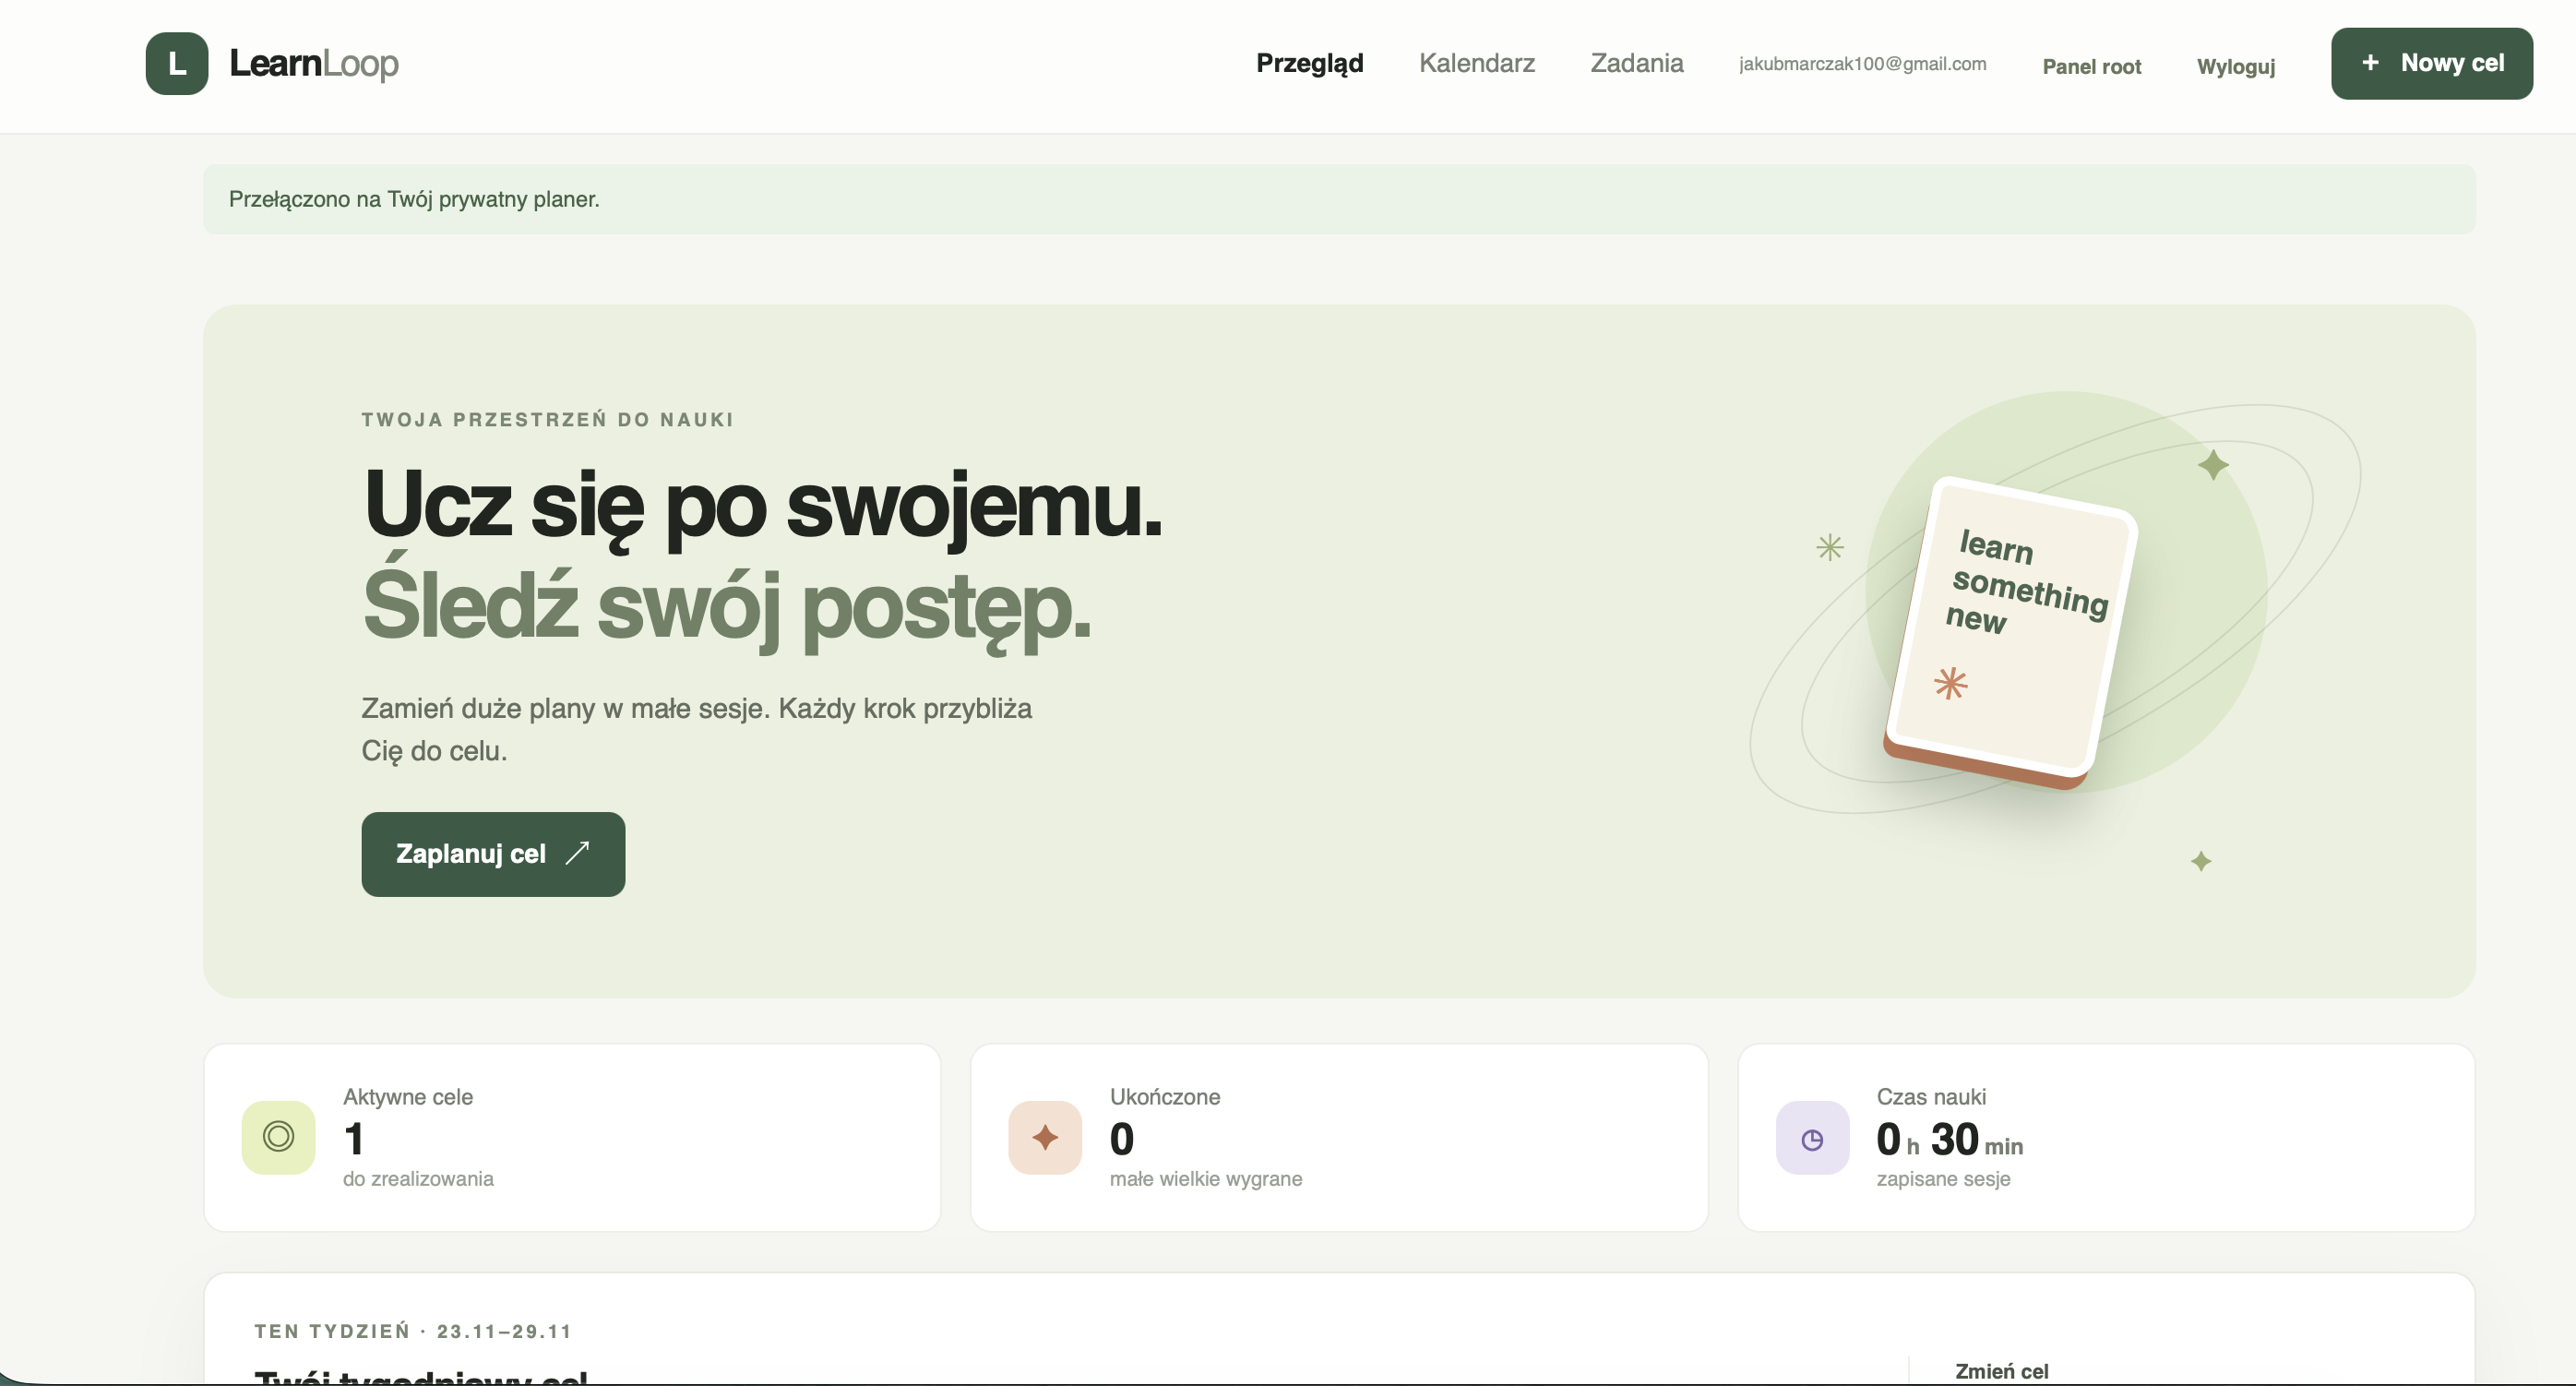 L LearnLoop
Przegląd Kalendarz Zadania jakubmarczak100@gmail.com Panel root Wyloguj + Nowy cel
Przełączono na Twój prywatny planer.
TWOJA PRZESTRZEŃ DO NAUKI
Ucz się po swojemu.
Śledź swój postęp.
Zamień duże plany w małe sesje. Każdy krok przybliża
Cię do celu.
Zaplanuj cel ↗
learn
something
new
Aktywne cele
1
do zrealizowania
Ukończone
0
małe wielkie wygrane
Czas nauki
0 h 30 min
zapisane sesje
TEN TYDZIEŃ · 23.11–29.11
Twój tygodniowy cel
Zmień cel